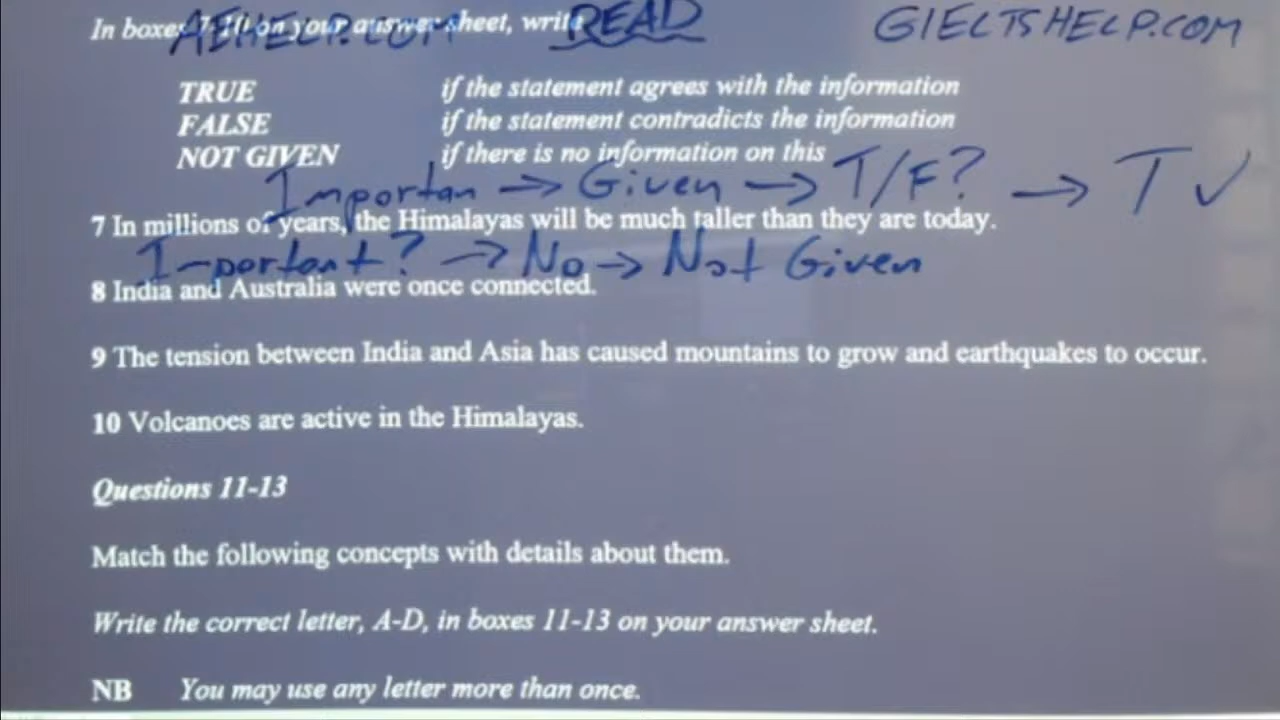 In boxes 7-10 on your answer sheet, write READ
AEHELP.COM GIELTSHELP.COM
TRUE if the statement agrees with the information
FALSE if the statement contradicts the information
NOT GIVEN if there is no information on this
Importan → Given → T/F? → T ✓
7 In millions of years, the Himalayas will be much taller than they are today.
Important? → No → Not Given
8 India and Australia were once connected.
9 The tension between India and Asia has caused mountains to grow and earthquakes to occur.
10 Volcanoes are active in the Himalayas.
Questions 11-13
Match the following concepts with details about them.
Write the correct letter, A-D, in boxes 11-13 on your answer sheet.
NB You may use any letter more than once.